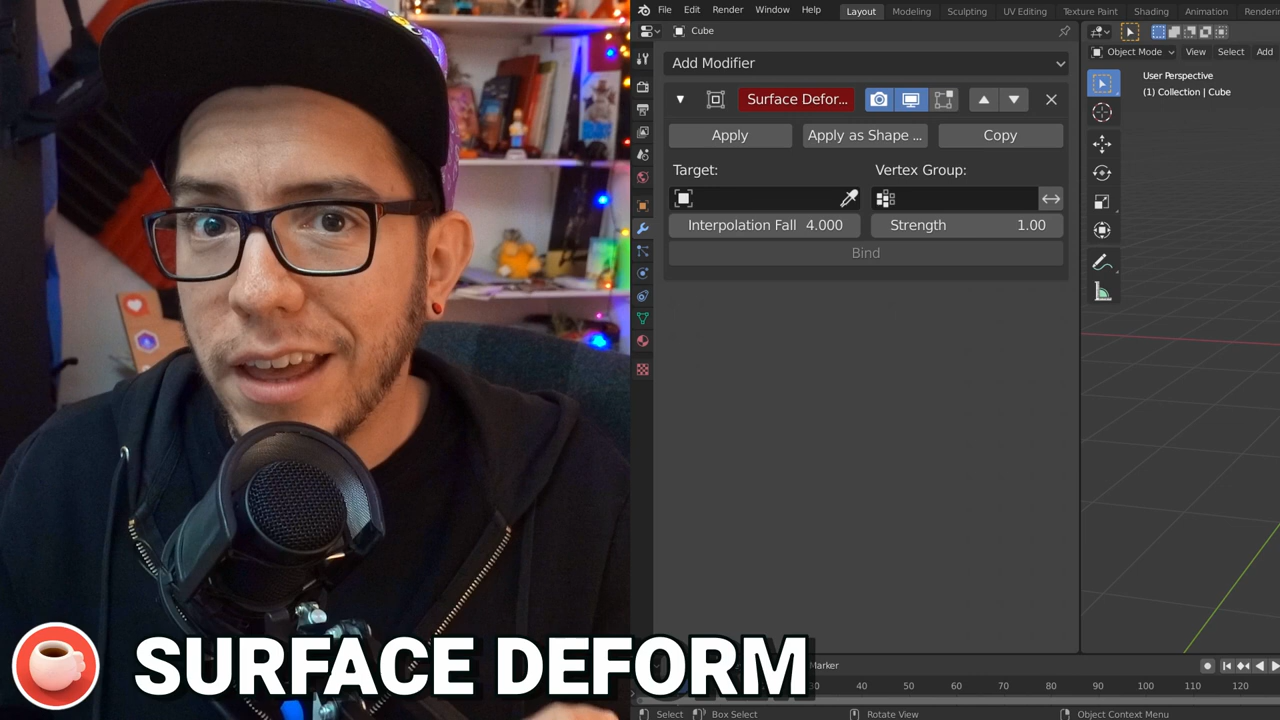 File Edit Render Window Help Layout Modeling Sculpting UV Editing Texture Paint Shading Animation Rendering
Cube
Object Mode View Select Add
Add Modifier
User Perspective
(1) Collection | Cube
Surface Defor...
Apply Apply as Shape ... Copy
Target: Vertex Group:
Interpolation Fall 4.000 Strength 1.00
Bind
SURFACE DEFORM
Marker
30 40 50 60 70 80 90 100 110 120
Select Box Select Rotate View Object Context Menu